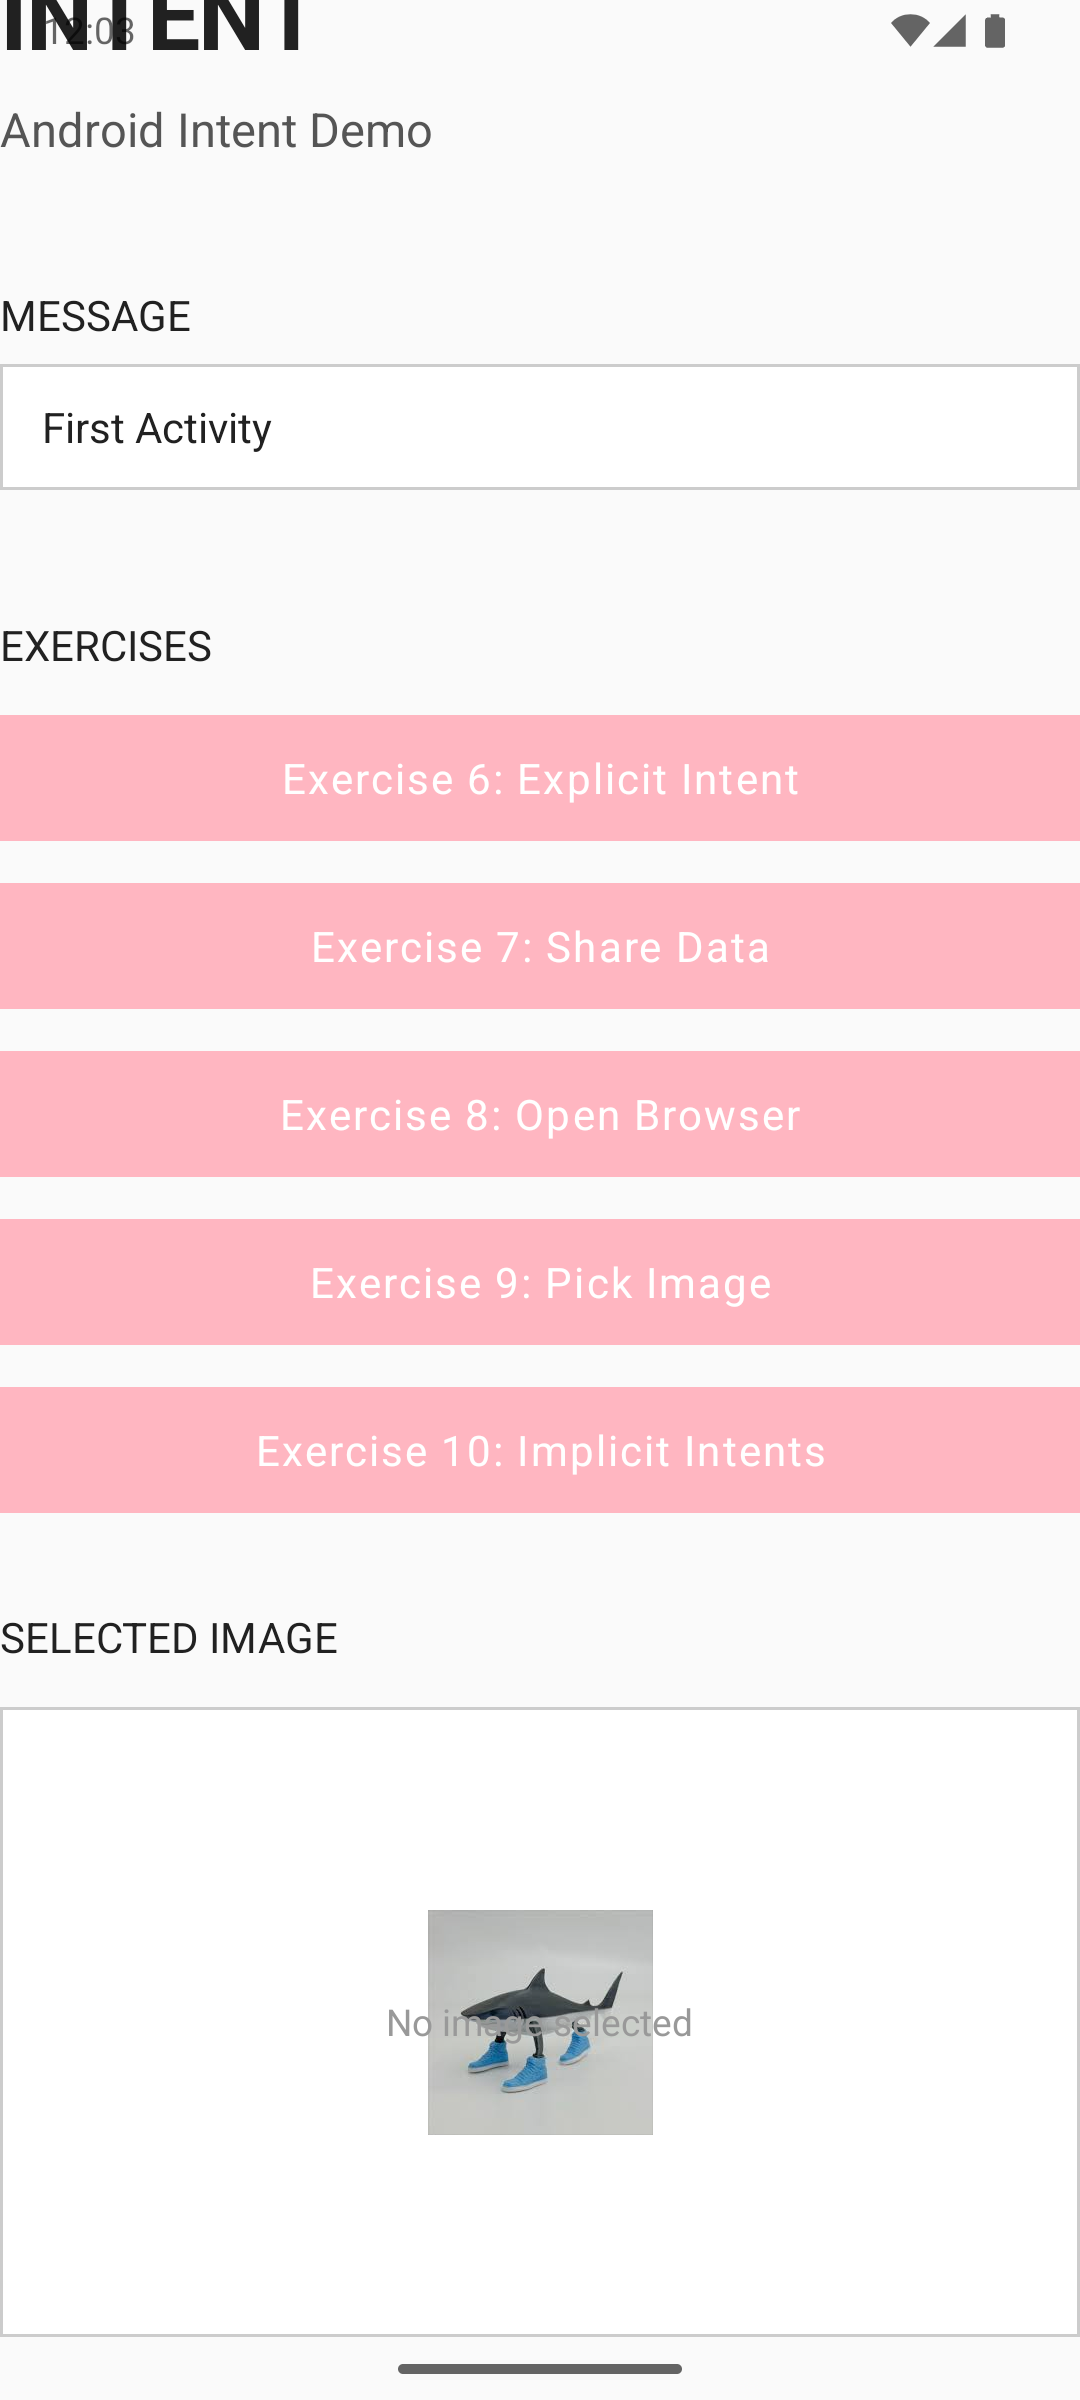 INTENT
12:03
Android Intent Demo
MESSAGE
First Activity
EXERCISES
Exercise 6: Explicit Intent
Exercise 7: Share Data
Exercise 8: Open Browser
Exercise 9: Pick Image
Exercise 10: Implicit Intents
SELECTED IMAGE
No image selected